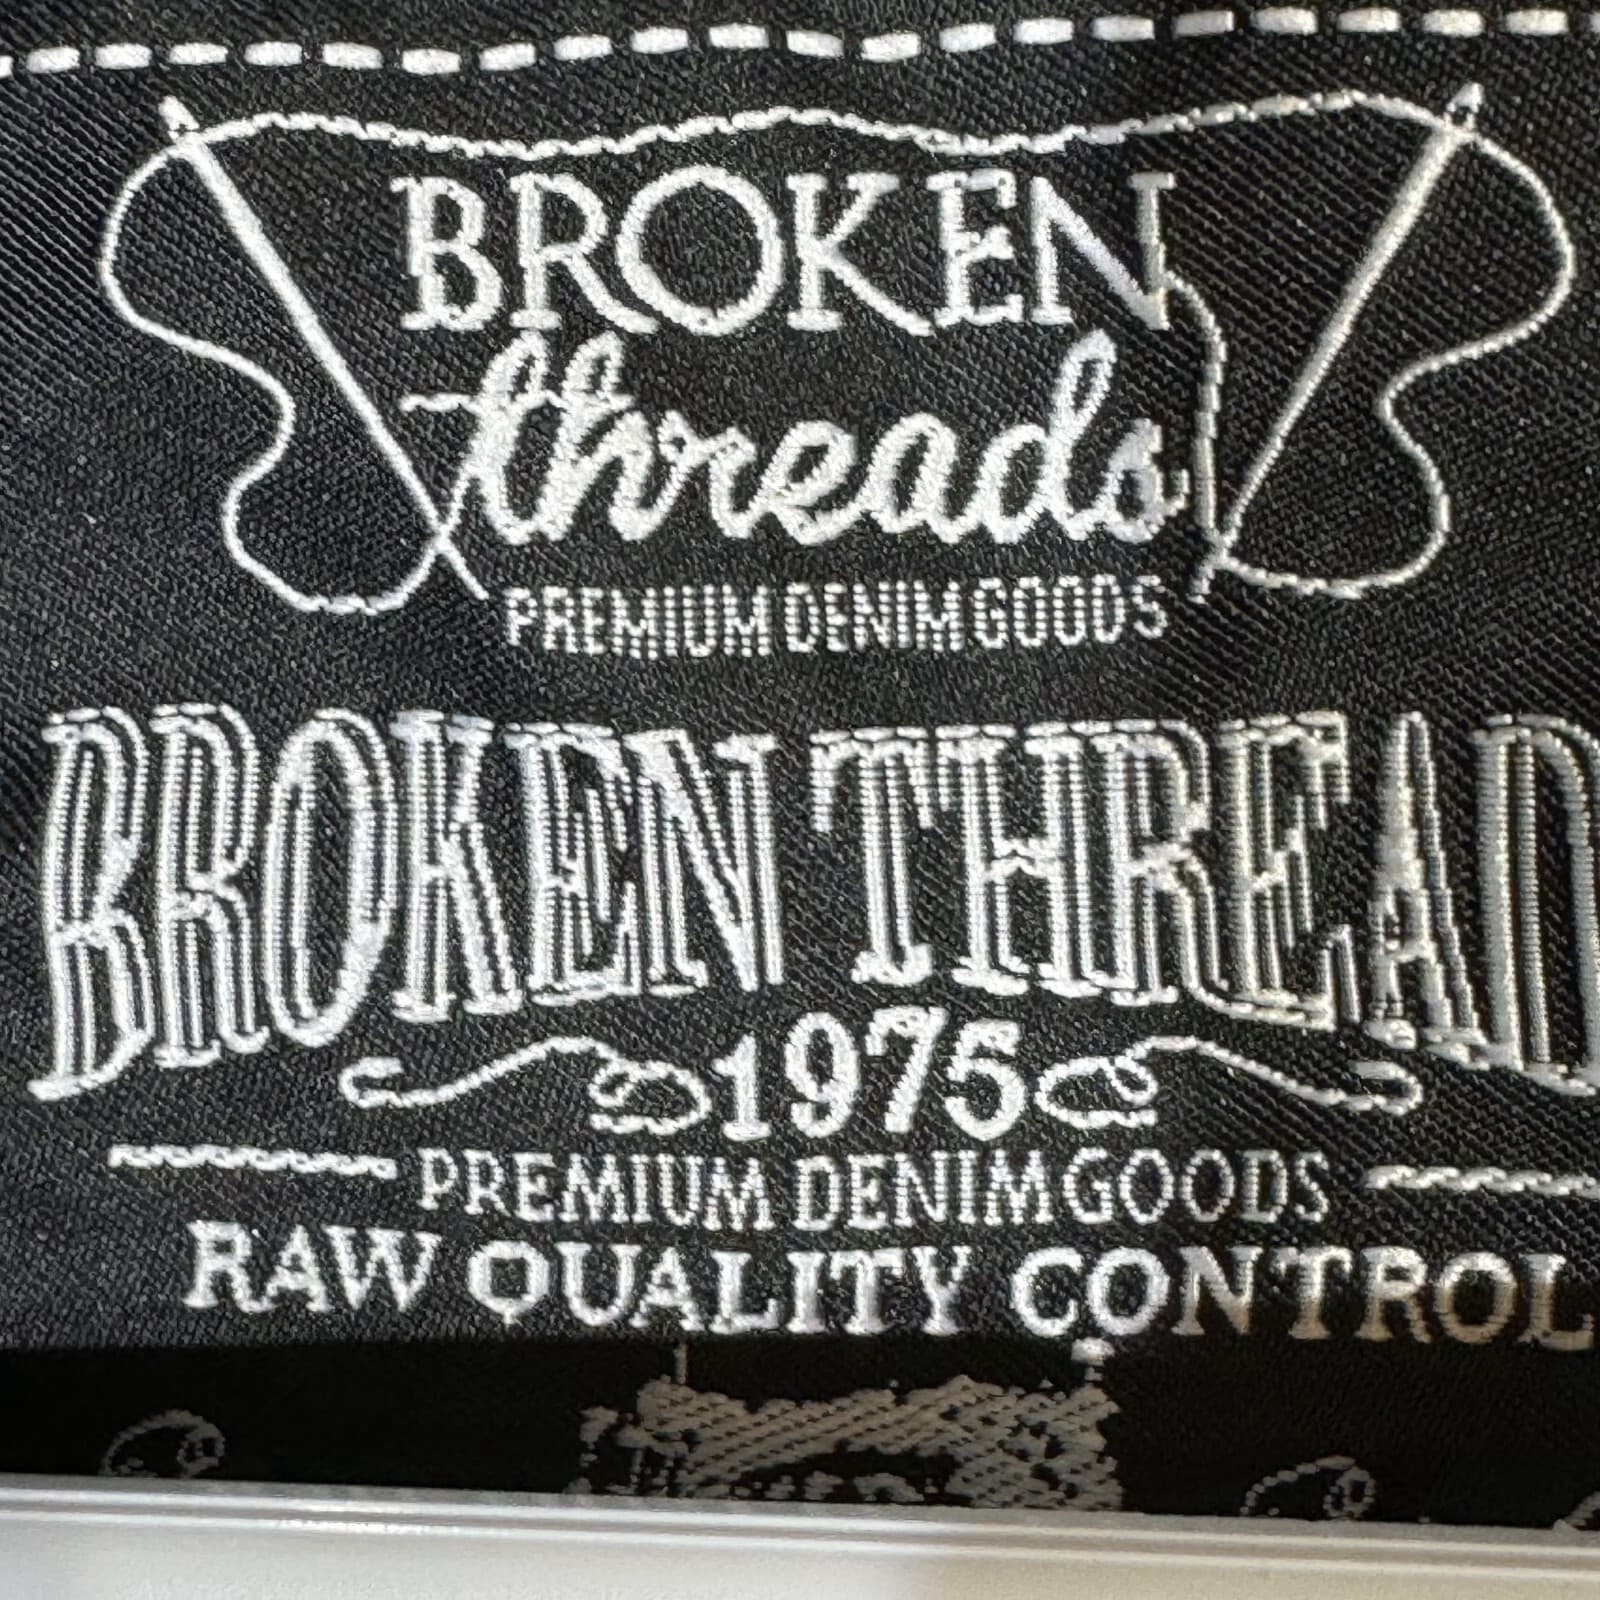 BROKEN
threads
PREMIUM DENIM GOODS
BROKEN THREAD
1975
PREMIUM DENIM GOODS
RAW QUALITY CONTROL